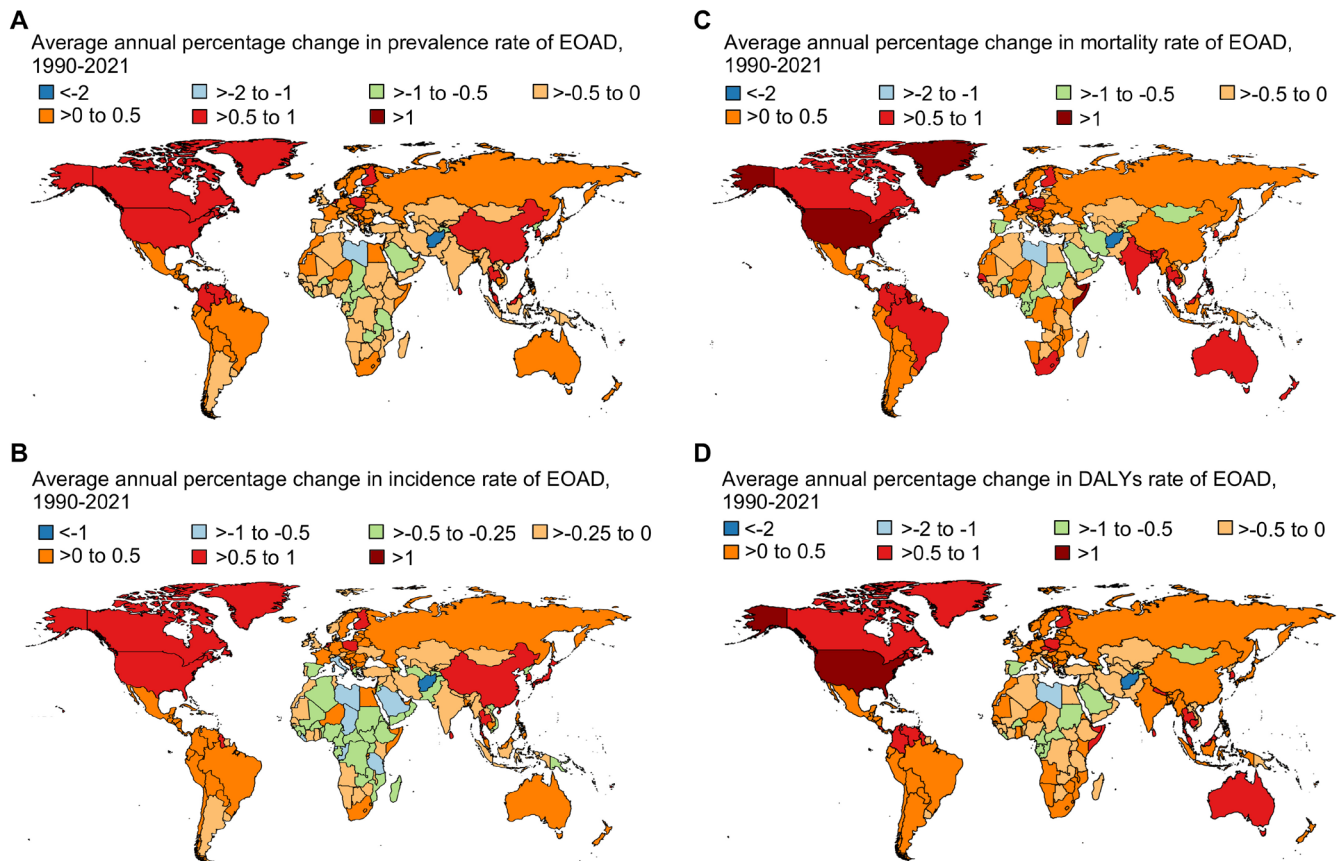 A
Average annual percentage change in prevalence rate of EOAD,
1990-2021
<-2 >-2 to -1 >-1 to -0.5 >-0.5 to 0
>0 to 0.5 >0.5 to 1 >1
B
Average annual percentage change in incidence rate of EOAD,
1990-2021
<-1 >-1 to -0.5 >-0.5 to -0.25 >-0.25 to 0
>0 to 0.5 >0.5 to 1 >1
C
Average annual percentage change in mortality rate of EOAD,
1990-2021
<-2 >-2 to -1 >-1 to -0.5 >-0.5 to 0
>0 to 0.5 >0.5 to 1 >1
D
Average annual percentage change in DALYs rate of EOAD,
1990-2021
<-2 >-2 to -1 >-1 to -0.5 >-0.5 to 0
>0 to 0.5 >0.5 to 1 >1